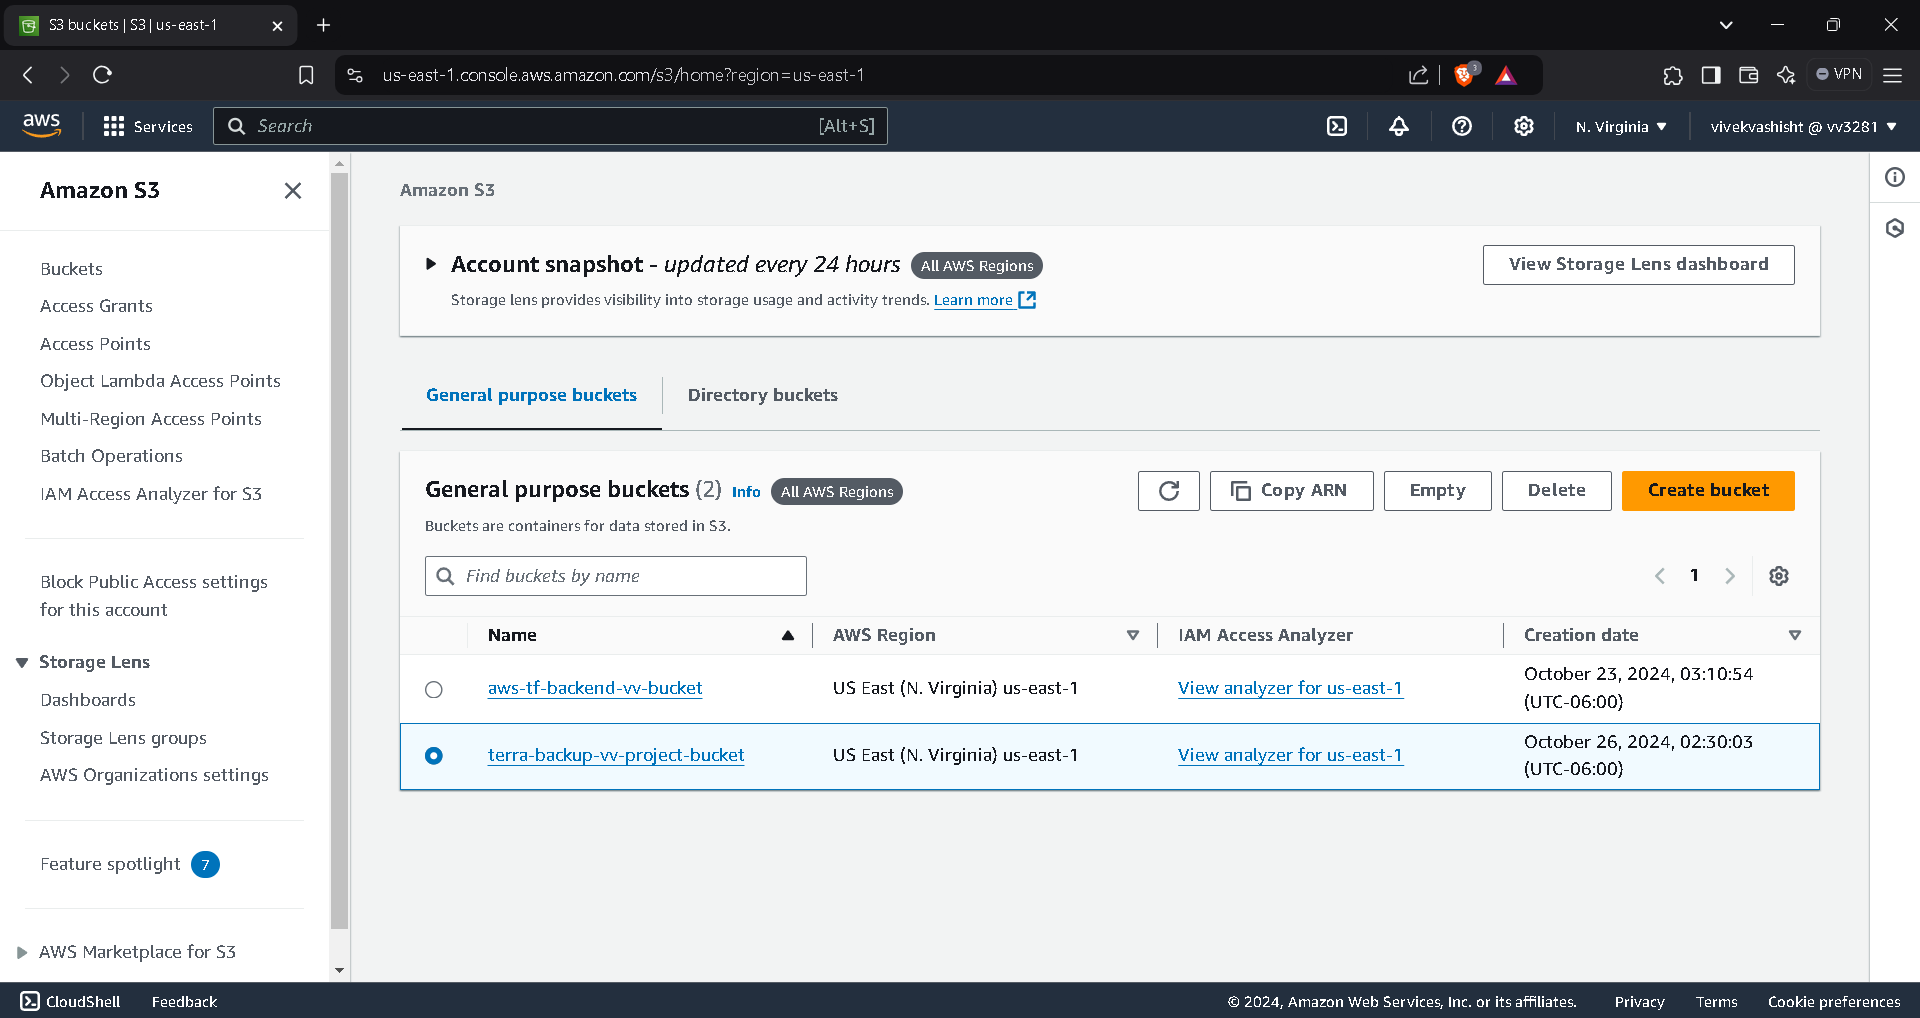 S3 buckets | S3 | us-east-1
us-east-1.console.aws.amazon.com/s3/home?region=us-east-1
3
VPN
aws
Services
Search
[Alt+S]
N. Virginia
vivekvashisht @ vv3281
Amazon S3
Buckets
Access Grants
Access Points
Object Lambda Access Points
Multi-Region Access Points
Batch Operations
IAM Access Analyzer for S3
Block Public Access settings
for this account
Storage Lens
Dashboards
Storage Lens groups
AWS Organizations settings
Feature spotlight 7
AWS Marketplace for S3
Amazon S3
Account snapshot - updated every 24 hours All AWS Regions
Storage lens provides visibility into storage usage and activity trends. Learn more
View Storage Lens dashboard
General purpose buckets
Directory buckets
General purpose buckets (2) Info All AWS Regions
Buckets are containers for data stored in S3.
Copy ARN
Empty
Delete
Create bucket
Find buckets by name
1
Name AWS Region IAM Access Analyzer Creation date
aws-tf-backend-vv-bucket US East (N. Virginia) us-east-1 View analyzer for us-east-1 October 23, 2024, 03:10:54
(UTC-06:00)
terra-backup-vv-project-bucket US East (N. Virginia) us-east-1 View analyzer for us-east-1 October 26, 2024, 02:30:03
(UTC-06:00)
CloudShell
Feedback
© 2024, Amazon Web Services, Inc. or its affiliates.
Privacy
Terms
Cookie preferences